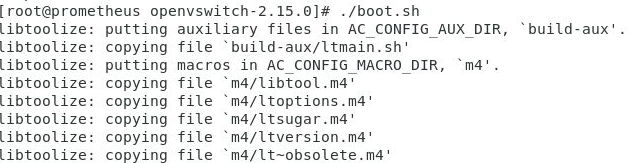 [root@prometheus openvswitch-2.15.0]# ./boot.sh
libtoolize: putting auxiliary files in AC_CONFIG_AUX_DIR, `build-aux'.
libtoolize: copying file `build-aux/ltmain.sh'
libtoolize: putting macros in AC_CONFIG_MACRO_DIR, `m4'.
libtoolize: copying file `m4/libtool.m4'
libtoolize: copying file `m4/ltoptions.m4'
libtoolize: copying file `m4/ltsugar.m4'
libtoolize: copying file `m4/ltversion.m4'
libtoolize: copying file `m4/lt~obsolete.m4'